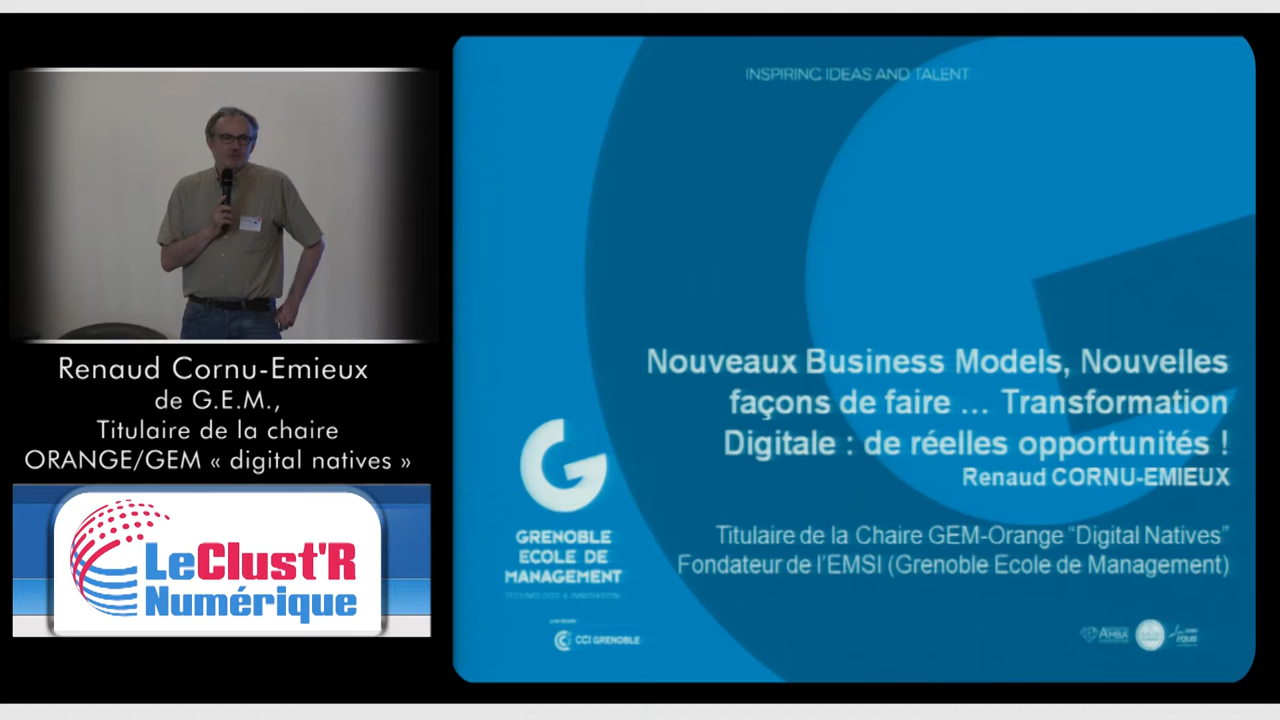 Renaud Cornu-Emieux
de G.E.M.,
Titulaire de la chaire
ORANGE/GEM « digital natives »
LeClust'R
Numérique
INSPIRING IDEAS AND TALENT
Nouveaux Business Models, Nouvelles
façons de faire ... Transformation
Digitale : de réelles opportunités !
Renaud CORNU-EMIEUX
Titulaire de la Chaire GEM-Orange “Digital Natives”
Fondateur de l’EMSI (Grenoble Ecole de Management)
GRENOBLE
ECOLE DE
MANAGEMENT
TECHNOLOGY & INNOVATION
CCI GRENOBLE